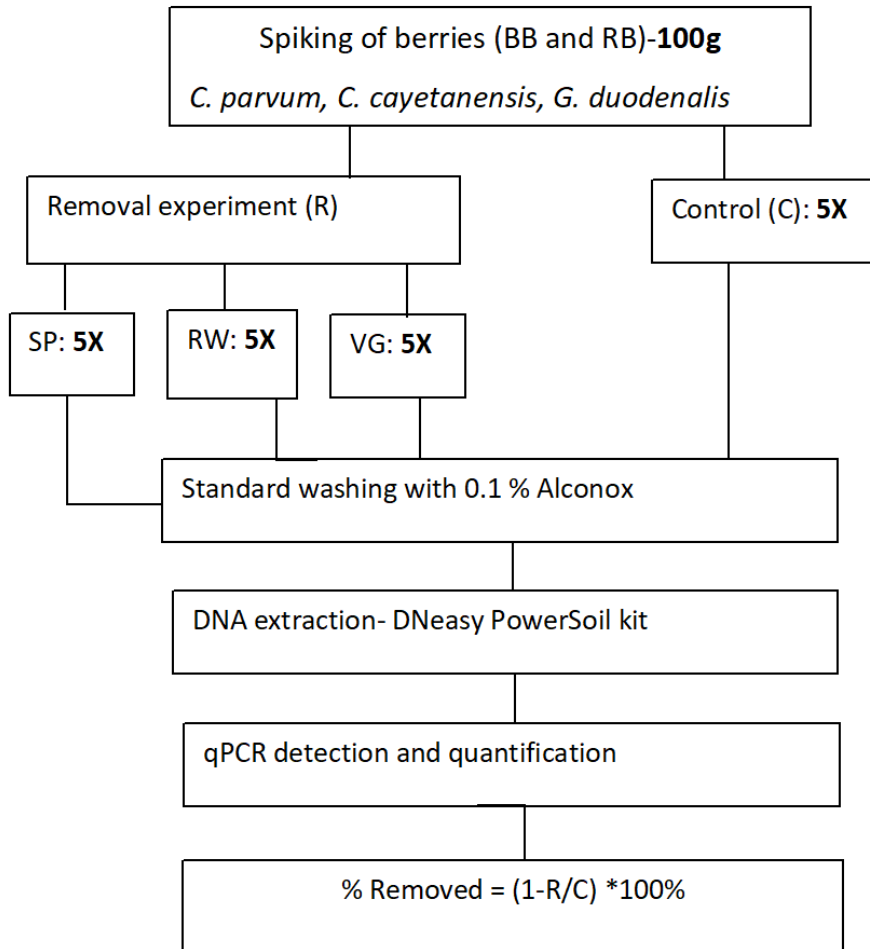 Spiking of berries (BB and RB)-100g
C. parvum, C. cayetanensis, G. duodenalis
Removal experiment (R)
Control (C): 5X
SP: 5X
RW: 5X
VG: 5X
Standard washing with 0.1 % Alconox
DNA extraction- DNeasy PowerSoil kit
qPCR detection and quantification
% Removed = (1-R/C) *100%